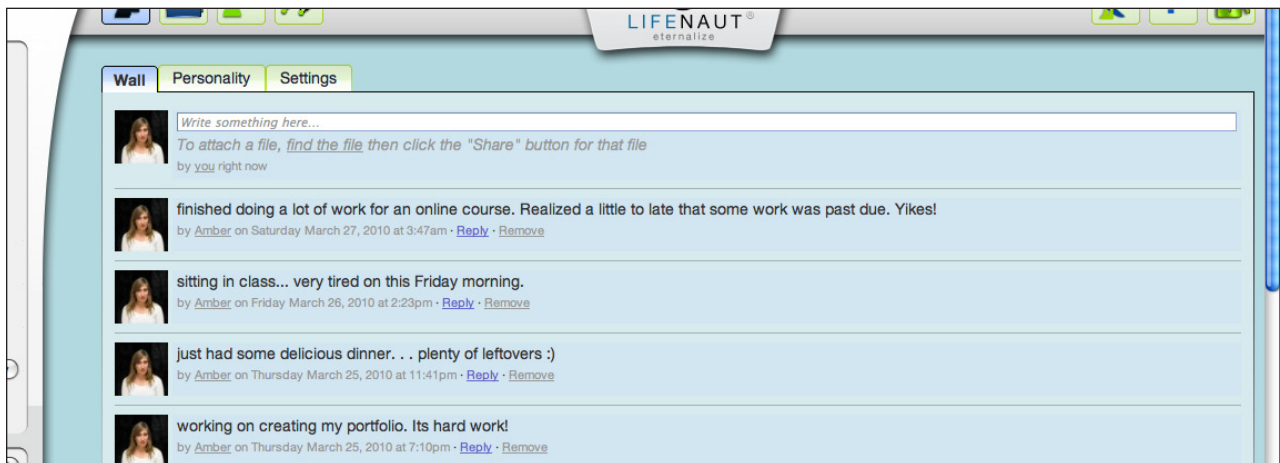 LIFENAUT®
eternalize
Wall Personality Settings
Write something here...
To attach a file, find the file then click the "Share" button for that file
by you right now
finished doing a lot of work for an online course. Realized a little to late that some work was past due. Yikes!
by Amber on Saturday March 27, 2010 at 3:47am · Reply · Remove
sitting in class... very tired on this Friday morning.
by Amber on Friday March 26, 2010 at 2:23pm · Reply · Remove
just had some delicious dinner. . . plenty of leftovers :)
by Amber on Thursday March 25, 2010 at 11:41pm · Reply · Remove
working on creating my portfolio. Its hard work!
by Amber on Thursday March 25, 2010 at 7:10pm · Reply · Remove